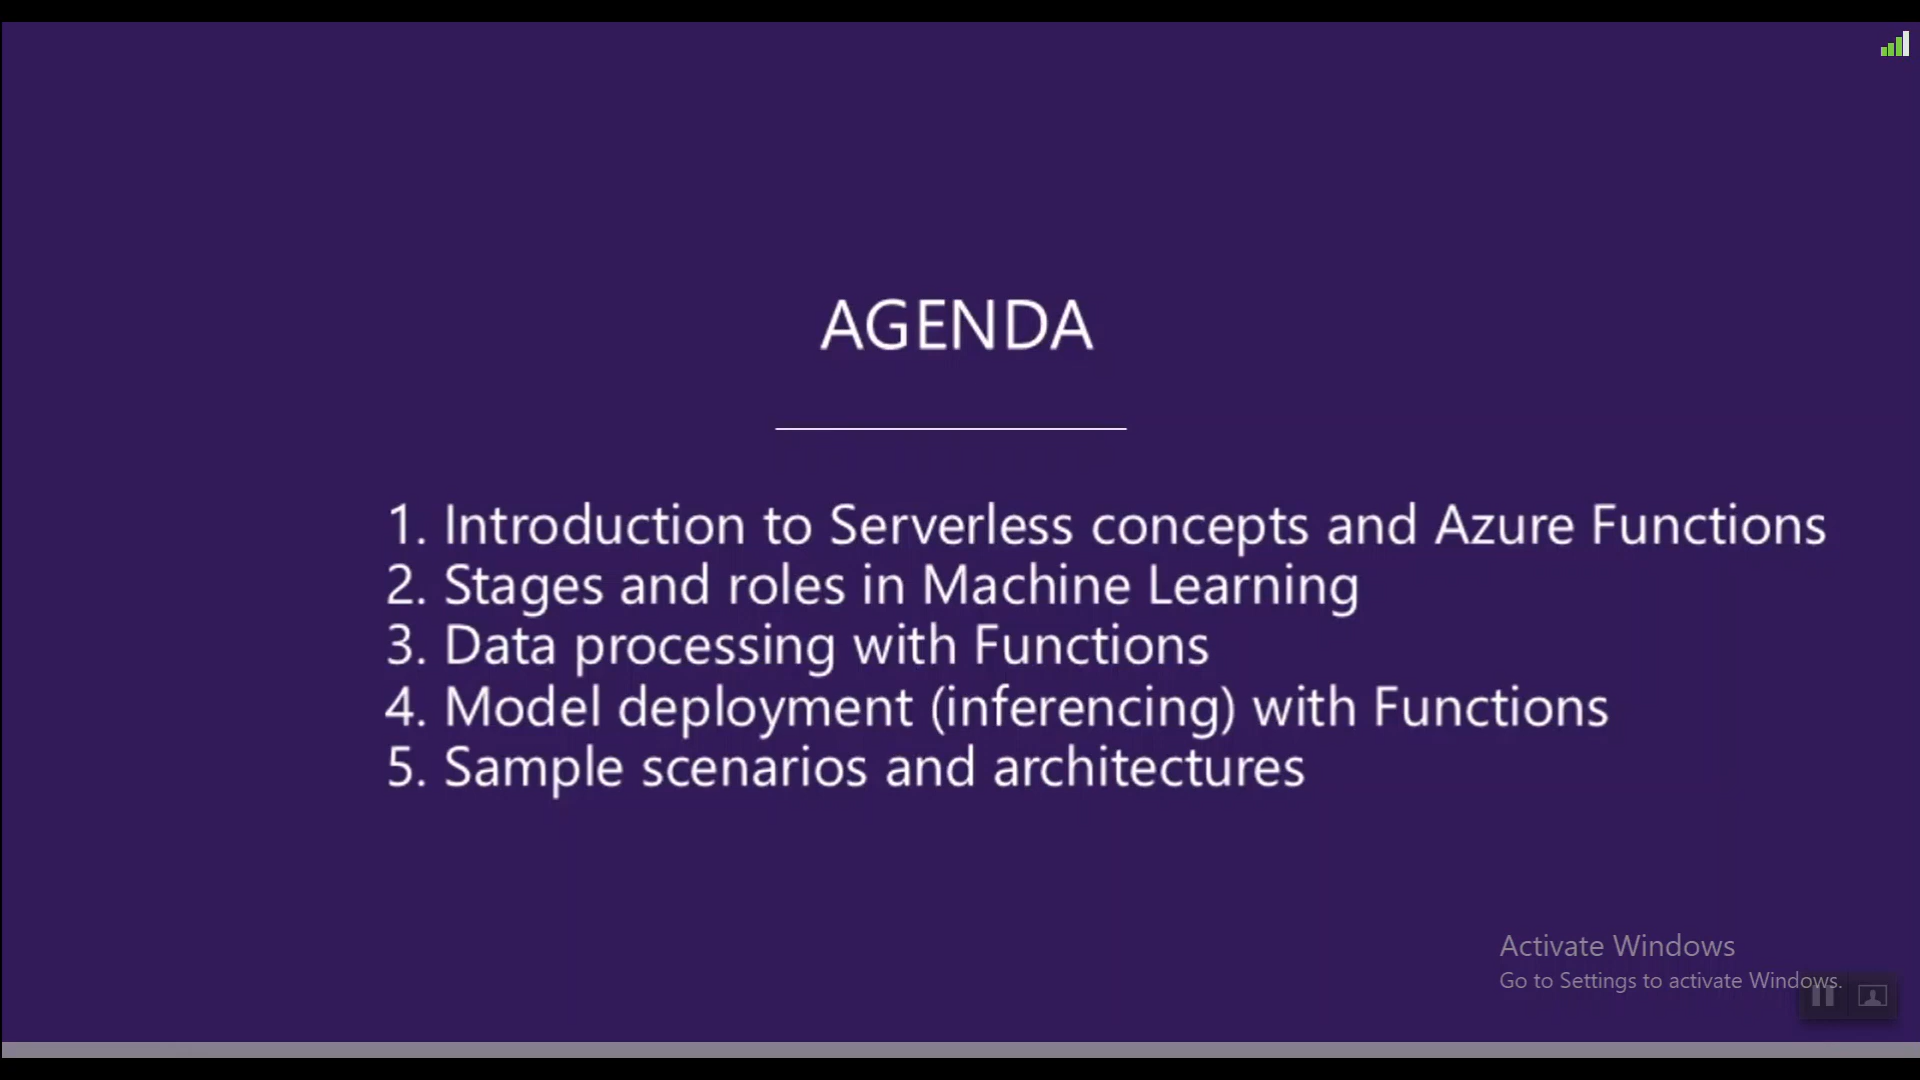 AGENDA
1. Introduction to Serverless concepts and Azure Functions
2. Stages and roles in Machine Learning
3. Data processing with Functions
4. Model deployment (inferencing) with Functions
5. Sample scenarios and architectures
Activate Windows
Go to Settings to activate Windows.